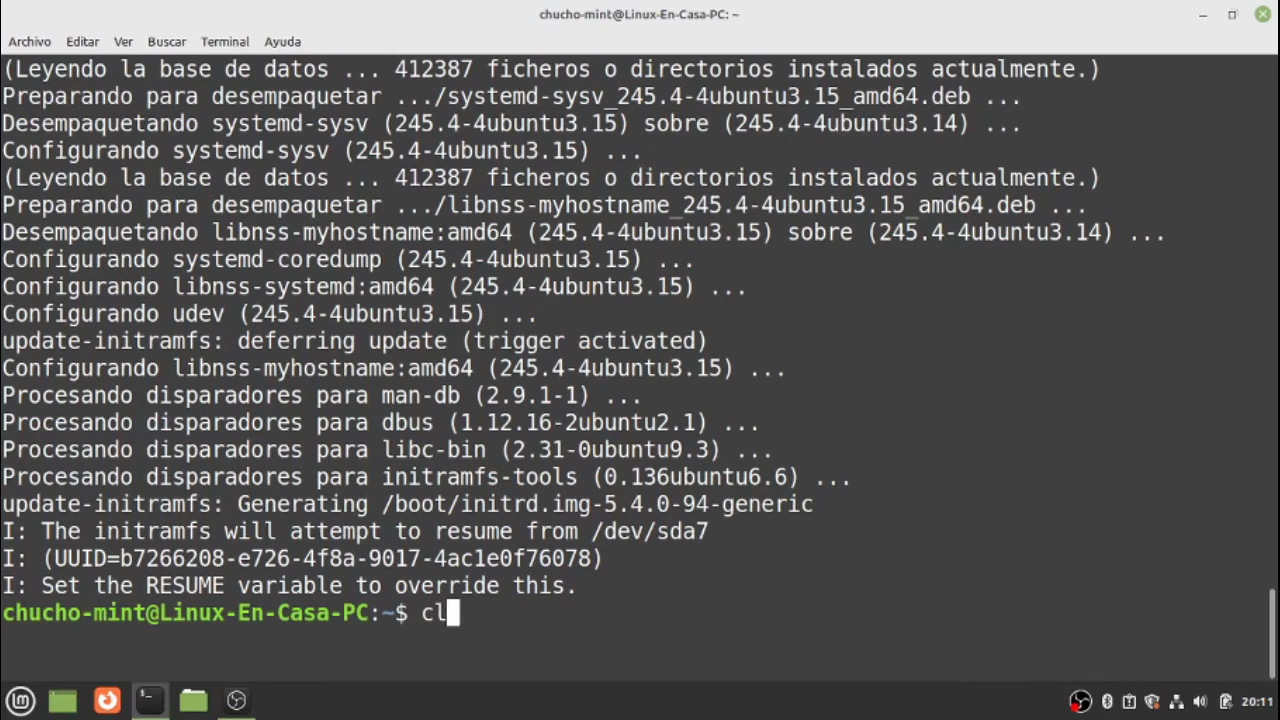 chucho-mint@Linux-En-Casa-PC: ~
Archivo Editar Ver Buscar Terminal Ayuda
(Leyendo la base de datos ... 412387 ficheros o directorios instalados actualmente.)
Preparando para desempaquetar .../systemd-sysv_245.4-4ubuntu3.15_amd64.deb ...
Desempaquetando systemd-sysv (245.4-4ubuntu3.15) sobre (245.4-4ubuntu3.14) ...
Configurando systemd-sysv (245.4-4ubuntu3.15) ...
(Leyendo la base de datos ... 412387 ficheros o directorios instalados actualmente.)
Preparando para desempaquetar .../libnss-myhostname_245.4-4ubuntu3.15_amd64.deb ...
Desempaquetando libnss-myhostname:amd64 (245.4-4ubuntu3.15) sobre (245.4-4ubuntu3.14) ...
Configurando systemd-coredump (245.4-4ubuntu3.15) ...
Configurando libnss-systemd:amd64 (245.4-4ubuntu3.15) ...
Configurando udev (245.4-4ubuntu3.15) ...
update-initramfs: deferring update (trigger activated)
Configurando libnss-myhostname:amd64 (245.4-4ubuntu3.15) ...
Procesando disparadores para man-db (2.9.1-1) ...
Procesando disparadores para dbus (1.12.16-2ubuntu2.1) ...
Procesando disparadores para libc-bin (2.31-0ubuntu9.3) ...
Procesando disparadores para initramfs-tools (0.136ubuntu6.6) ...
update-initramfs: Generating /boot/initrd.img-5.4.0-94-generic
I: The initramfs will attempt to resume from /dev/sda7
I: (UUID=b7266208-e726-4f8a-9017-4ac1e0f76078)
I: Set the RESUME variable to override this.
chucho-mint@Linux-En-Casa-PC:~$ cl
20:11